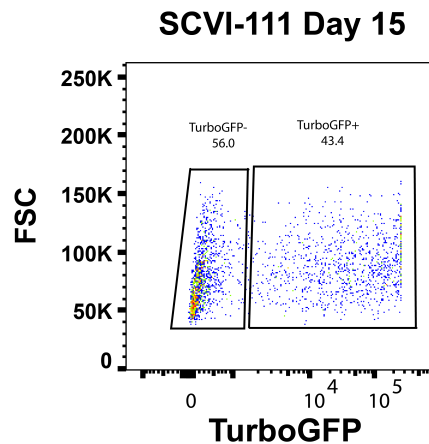 SCVI-111 Day 15
250K
200K
150K
100K
50K
0
FSC
TurboGFP-
56.0
TurboGFP+
43.4
0
10^4
10^5
TurboGFP